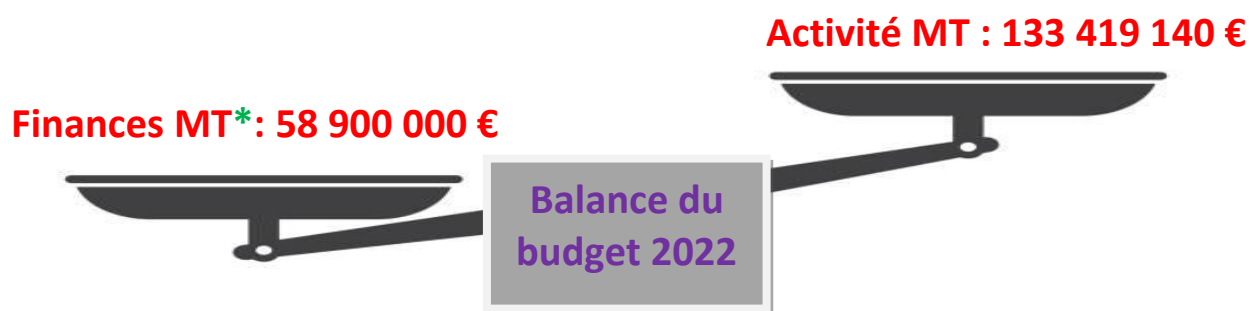 Activité MT : 133 419 140 €
Finances MT*: 58 900 000 €
Balance du
budget 2022